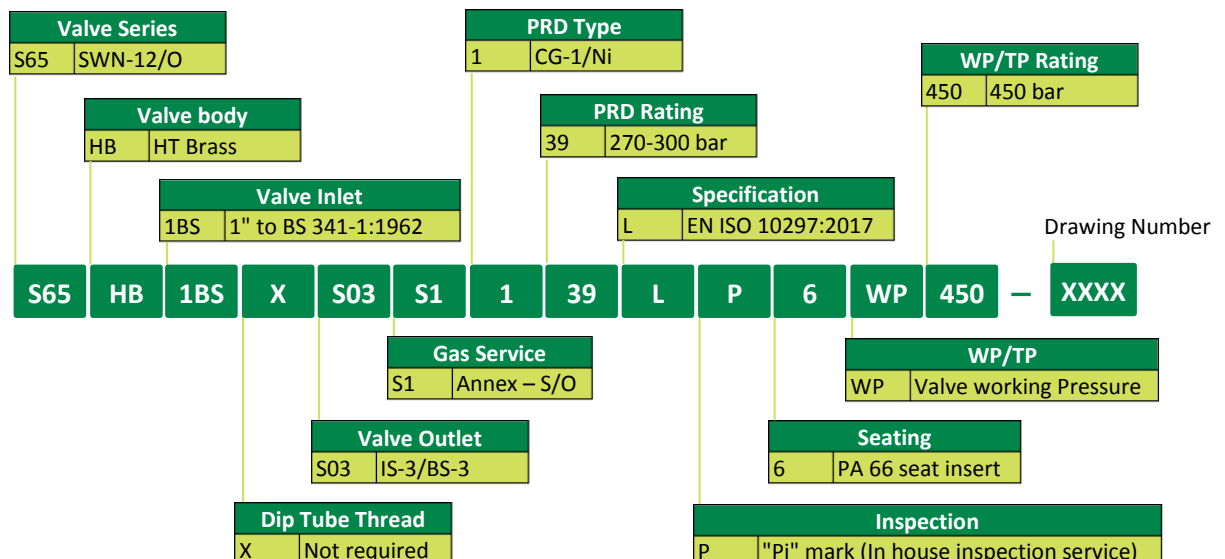 Valve Series
S65 SWN-12/O
PRD Type
1 CG-1/Ni
WP/TP Rating
450 450 bar
Valve body
HB HT Brass
PRD Rating
39 270-300 bar
Valve Inlet
1BS 1" to BS 341-1:1962
Specification
L EN ISO 10297:2017
Drawing Number
S65 HB 1BS X S03 S1 1 39 L P 6 WP 450 – XXXX
Gas Service
S1 Annex – S/O
WP/TP
WP Valve working Pressure
Valve Outlet
S03 IS-3/BS-3
Seating
6 PA 66 seat insert
Dip Tube Thread
X Not required
Inspection
P "Pi" mark (In house inspection service)